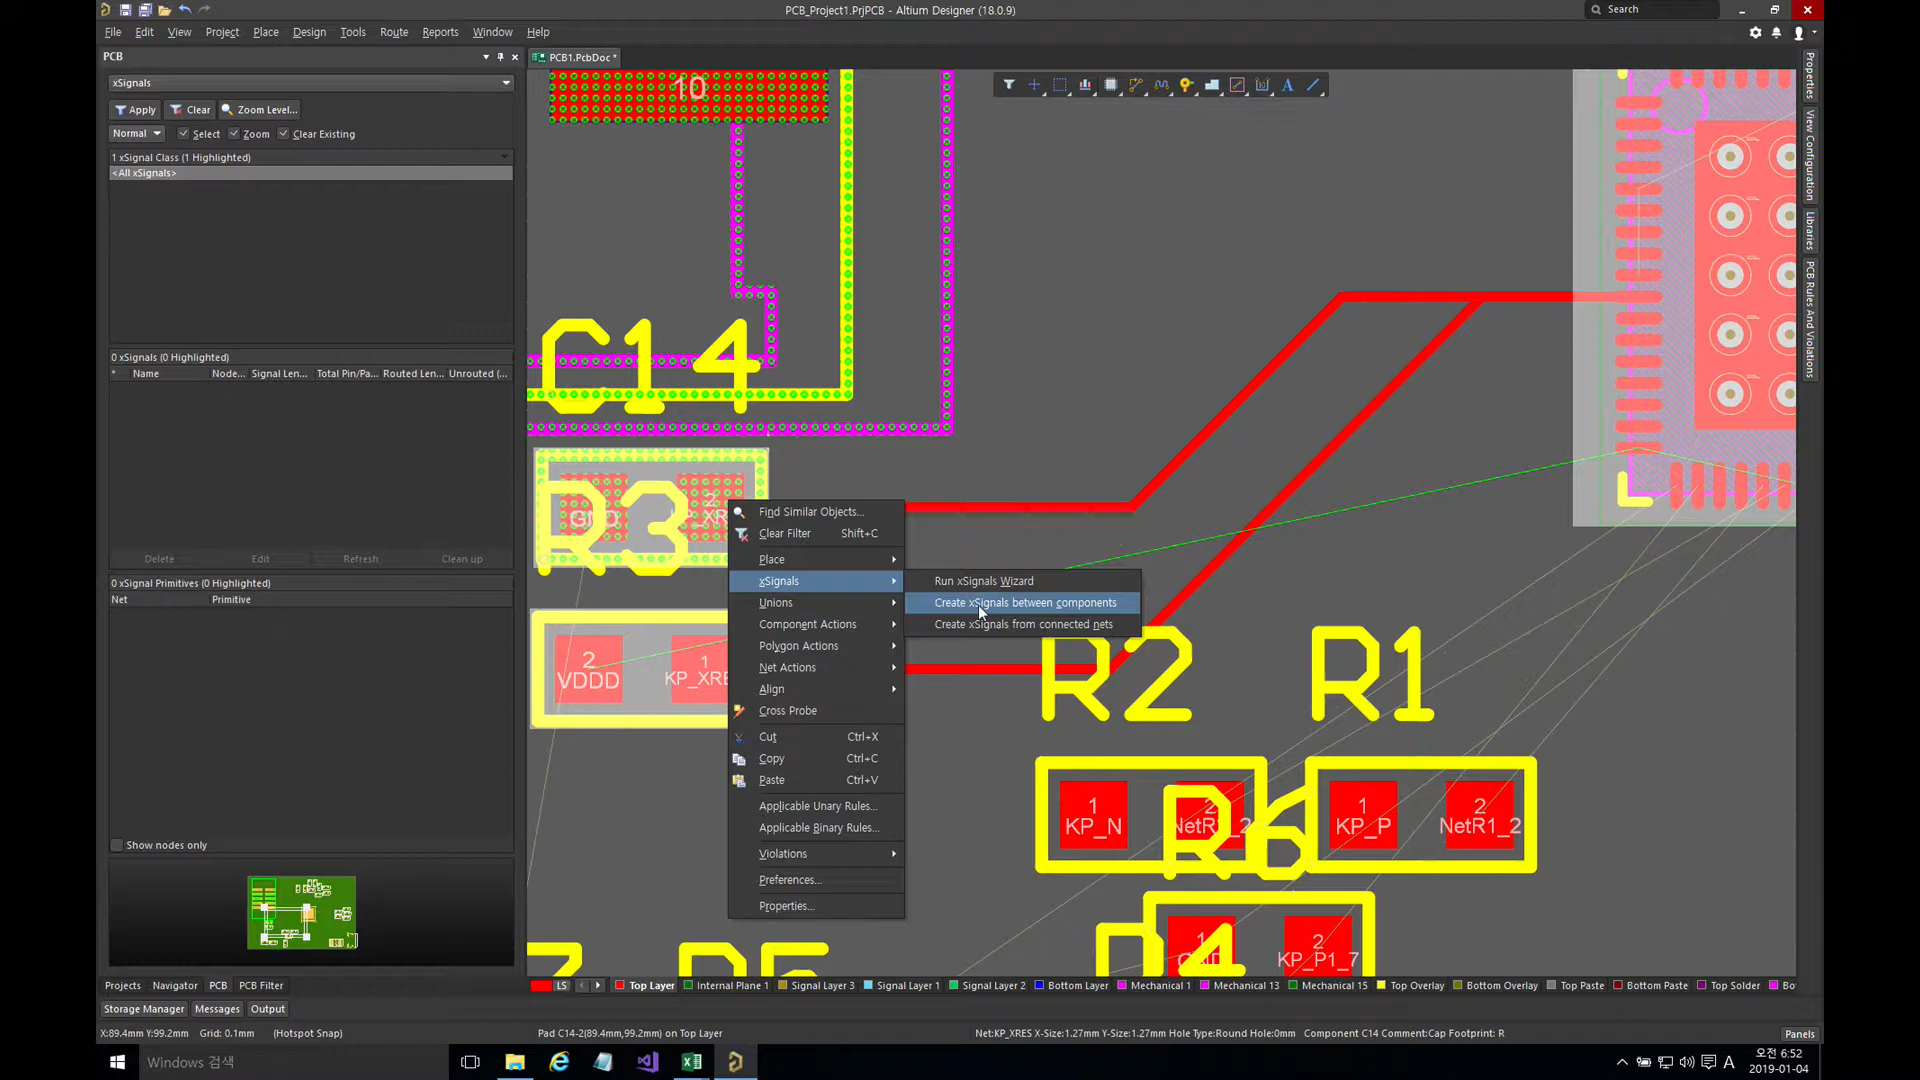 PCB_Project1.PrjPCB - Altium Designer (18.0.9)
Search
File Edit View Project Place Design Tools Route Reports Window Help
PCB
PCB1.PcbDoc *
xSignals
Apply Clear Zoom Level...
Normal Select Zoom Clear Existing
1 xSignal Class (1 Highlighted)
<All xSignals>
0 xSignals (0 Highlighted)
* Name Node... Signal Len... Total Pin/Pa... Routed Len... Unrouted (...
Delete Edit Refresh Clean up
0 xSignal Primitives (0 Highlighted)
Net Primitive
Show nodes only
Projects Navigator PCB PCB Filter
Storage Manager Messages Output
10
C14
R3
GND
2
KP_XR
2
VDDD
1
KP_XRE
Find Similar Objects...
Clear Filter Shift+C
Place
xSignals
Unions
Component Actions
Polygon Actions
Net Actions
Align
Cross Probe
Cut Ctrl+X
Copy Ctrl+C
Paste Ctrl+V
Applicable Unary Rules...
Applicable Binary Rules...
Violations
Preferences...
Properties...
Run xSignals Wizard
Create xSignals between components
Create xSignals from connected nets
R2
R1
1
KP_N
2
R6
1
KP_P
2
NetR1_2
1
2
KP_P1_7
R4
R5
Properties
View Configuration
Libraries
PCB Rules And Violations
LS Top Layer Internal Plane 1 Signal Layer 3 Signal Layer 1 Signal Layer 2 Bottom Layer Mechanical 1 Mechanical 13 Mechanical 15 Top Overlay Bottom Overlay Top Paste Bottom Paste Top Solder Bo
X:89.4mm Y:99.2mm Grid: 0.1mm (Hotspot Snap) Pad C14-2(89.4mm,99.2mm) on Top Layer Net:KP_XRES X-Size:1.27mm Y-Size:1.27mm Hole Type:Round Hole:0mm Component C14 Comment:Cap Footprint: R Panels
Windows 검색
A
오전 6:52
2019-01-04